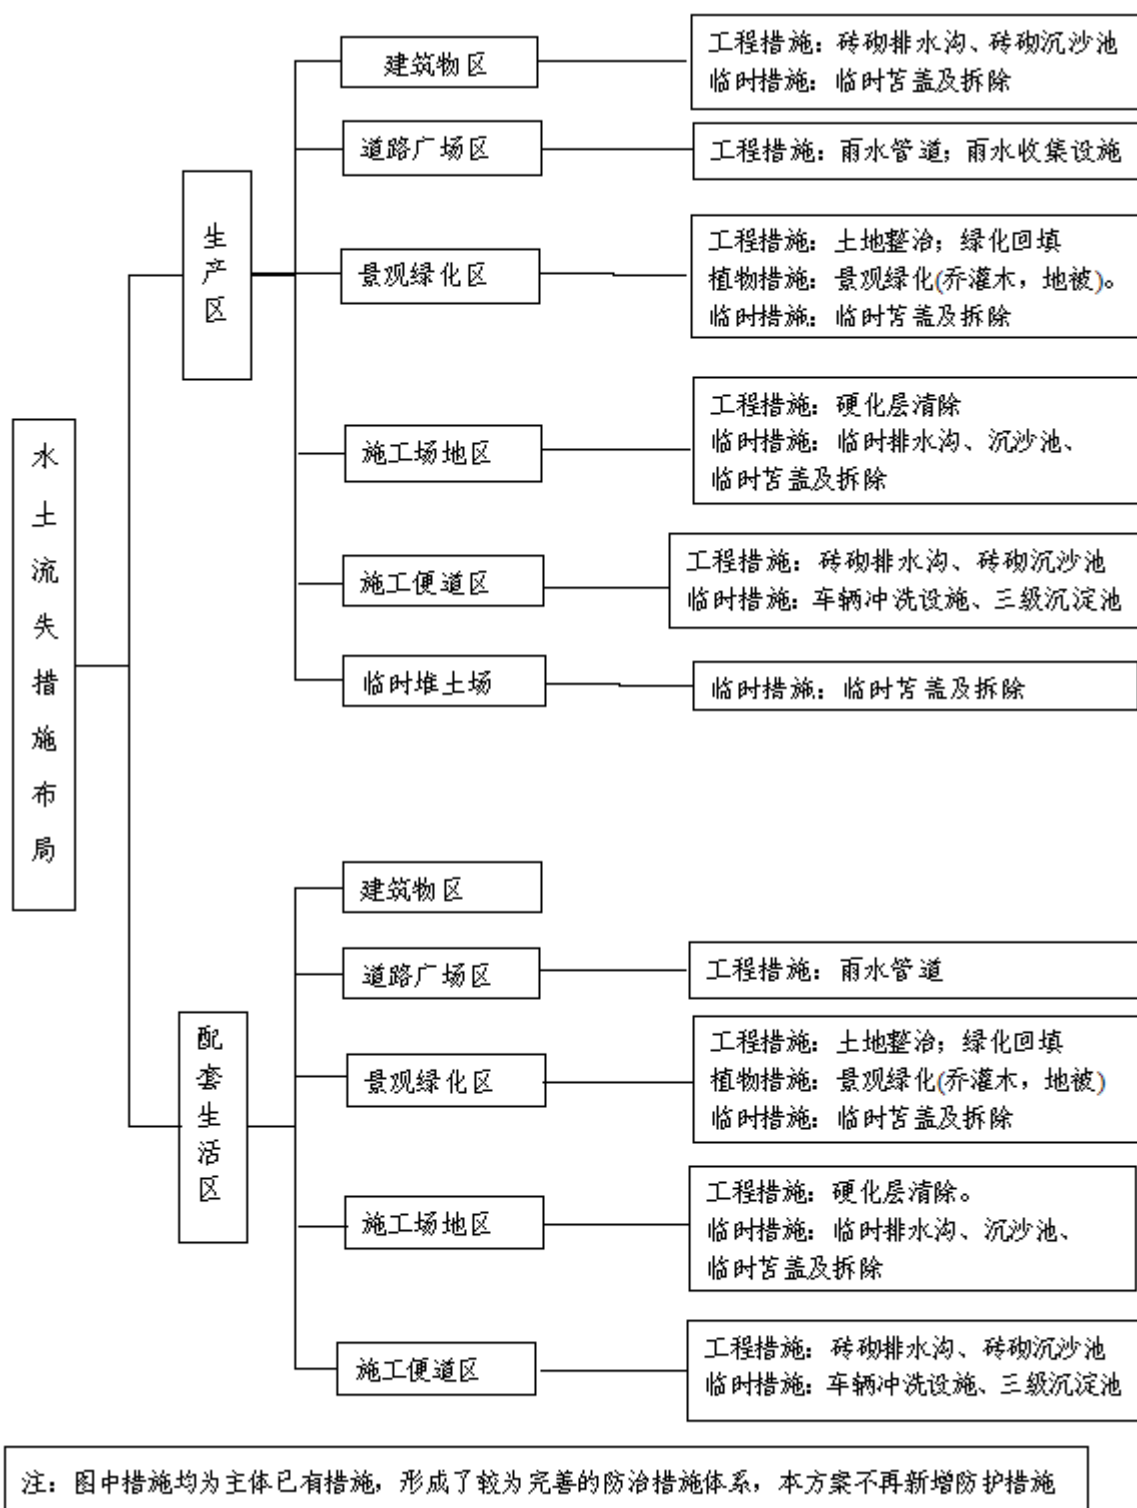 水土流失措施布局
生产区
建筑物区
工程措施：砖砌排水沟、砖砌沉沙池
临时措施：临时苫盖及拆除
道路广场区
工程措施：雨水管道；雨水收集设施
景观绿化区
工程措施：土地整治；绿化回填
植物措施：景观绿化(乔灌木，地被)。
临时措施：临时苫盖及拆除
施工场地区
工程措施：硬化层清除
临时措施：临时排水沟、沉沙池、
临时苫盖及拆除
施工便道区
工程措施：砖砌排水沟、砖砌沉沙池
临时措施：车辆冲洗设施、三级沉淀池
临时堆土场
临时措施：临时苫盖及拆除
配套生活区
建筑物区
道路广场区
工程措施：雨水管道
景观绿化区
工程措施：土地整治；绿化回填
植物措施：景观绿化(乔灌木，地被)
临时措施：临时苫盖及拆除
施工场地区
工程措施：硬化层清除。
临时措施：临时排水沟、沉沙池、
临时苫盖及拆除
施工便道区
工程措施：砖砌排水沟、砖砌沉沙池
临时措施：车辆冲洗设施、三级沉淀池
注：图中措施均为主体已有措施，形成了较为完善的防治措施体系，本方案不再新增防护措施